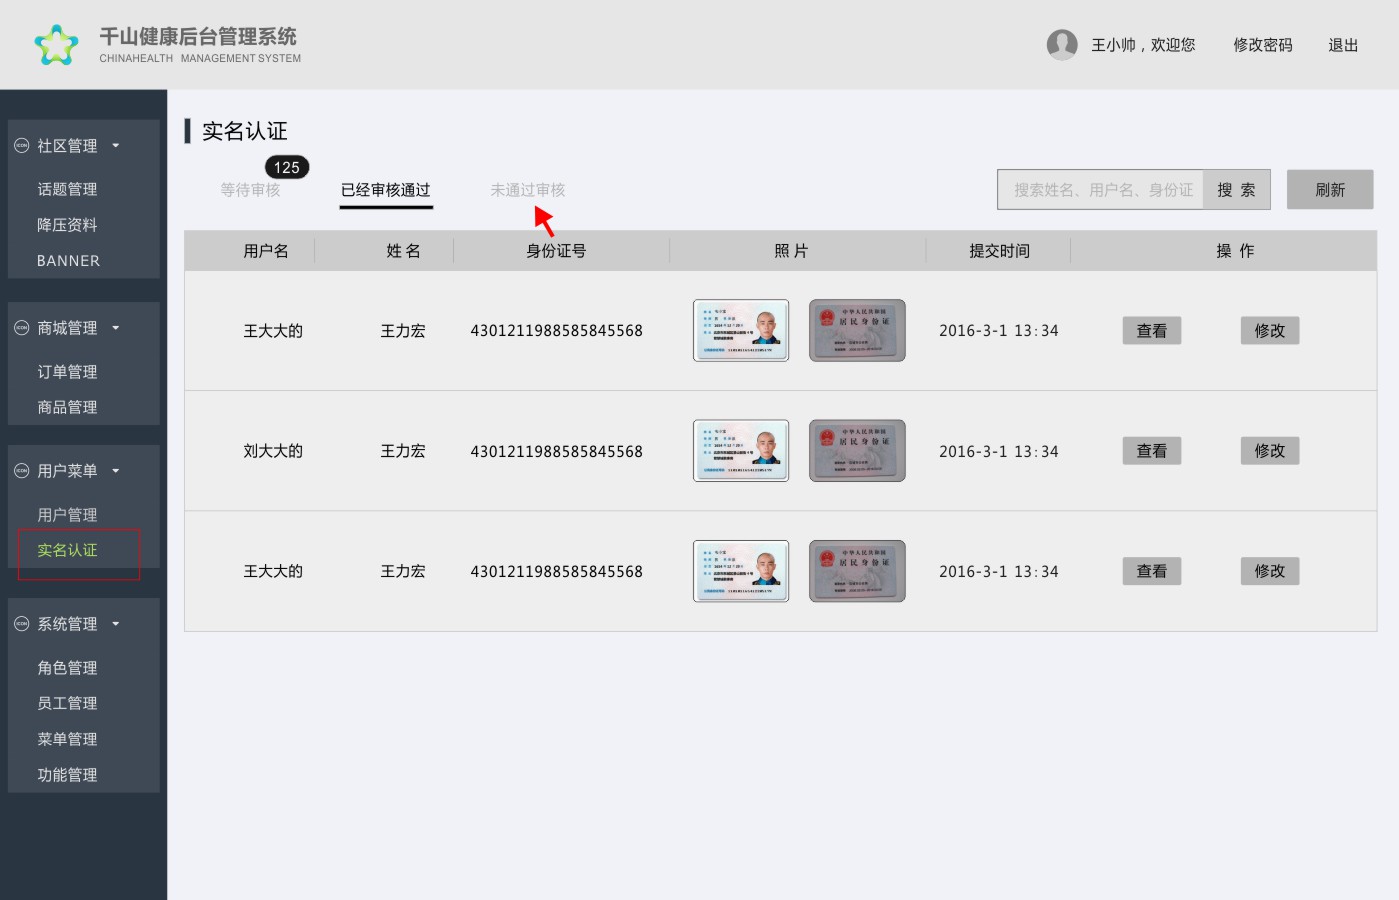 千山健康后台管理系统
CHINAHEALTH MANAGEMENT SYSTEM
王小帅，欢迎您
修改密码
退出
社区管理
话题管理
降压资料
BANNER
商城管理
订单管理
商品管理
用户菜单
用户管理
实名认证
系统管理
角色管理
员工管理
菜单管理
功能管理
实名认证
等待审核
125
已经审核通过
未通过审核
搜索姓名、用户名、身份证
搜 索
刷新
用户名 姓 名 身份证号 照 片 提交时间 操 作
王大大的 王力宏 4301211988585845568 2016-3-1 13:34 查看 修改
中华人民共和国
居民身份证
刘大大的 王力宏 4301211988585845568 2016-3-1 13:34 查看 修改
中华人民共和国
居民身份证
王大大的 王力宏 4301211988585845568 2016-3-1 13:34 查看 修改
中华人民共和国
居民身份证